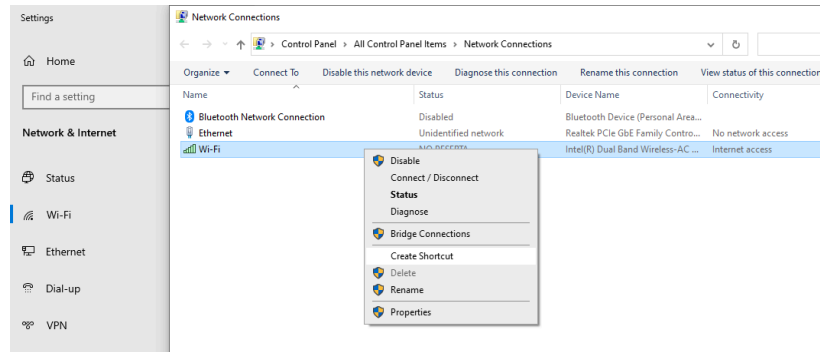 Settings
Home
Find a setting
Network & Internet
Status
Wi-Fi
Ethernet
Dial-up
VPN
Network Connections
Control Panel > All Control Panel Items > Network Connections
Organize Connect To Disable this network device Diagnose this connection Rename this connection View status of this connection
Name Status Device Name Connectivity
Bluetooth Network Connection Disabled Bluetooth Device (Personal Area...
Ethernet Unidentified network Realtek PCIe GbE Family Contro... No network access
Wi-Fi Intel(R) Dual Band Wireless-AC ... Internet access
Disable
Connect / Disconnect
Status
Diagnose
Bridge Connections
Create Shortcut
Delete
Rename
Properties